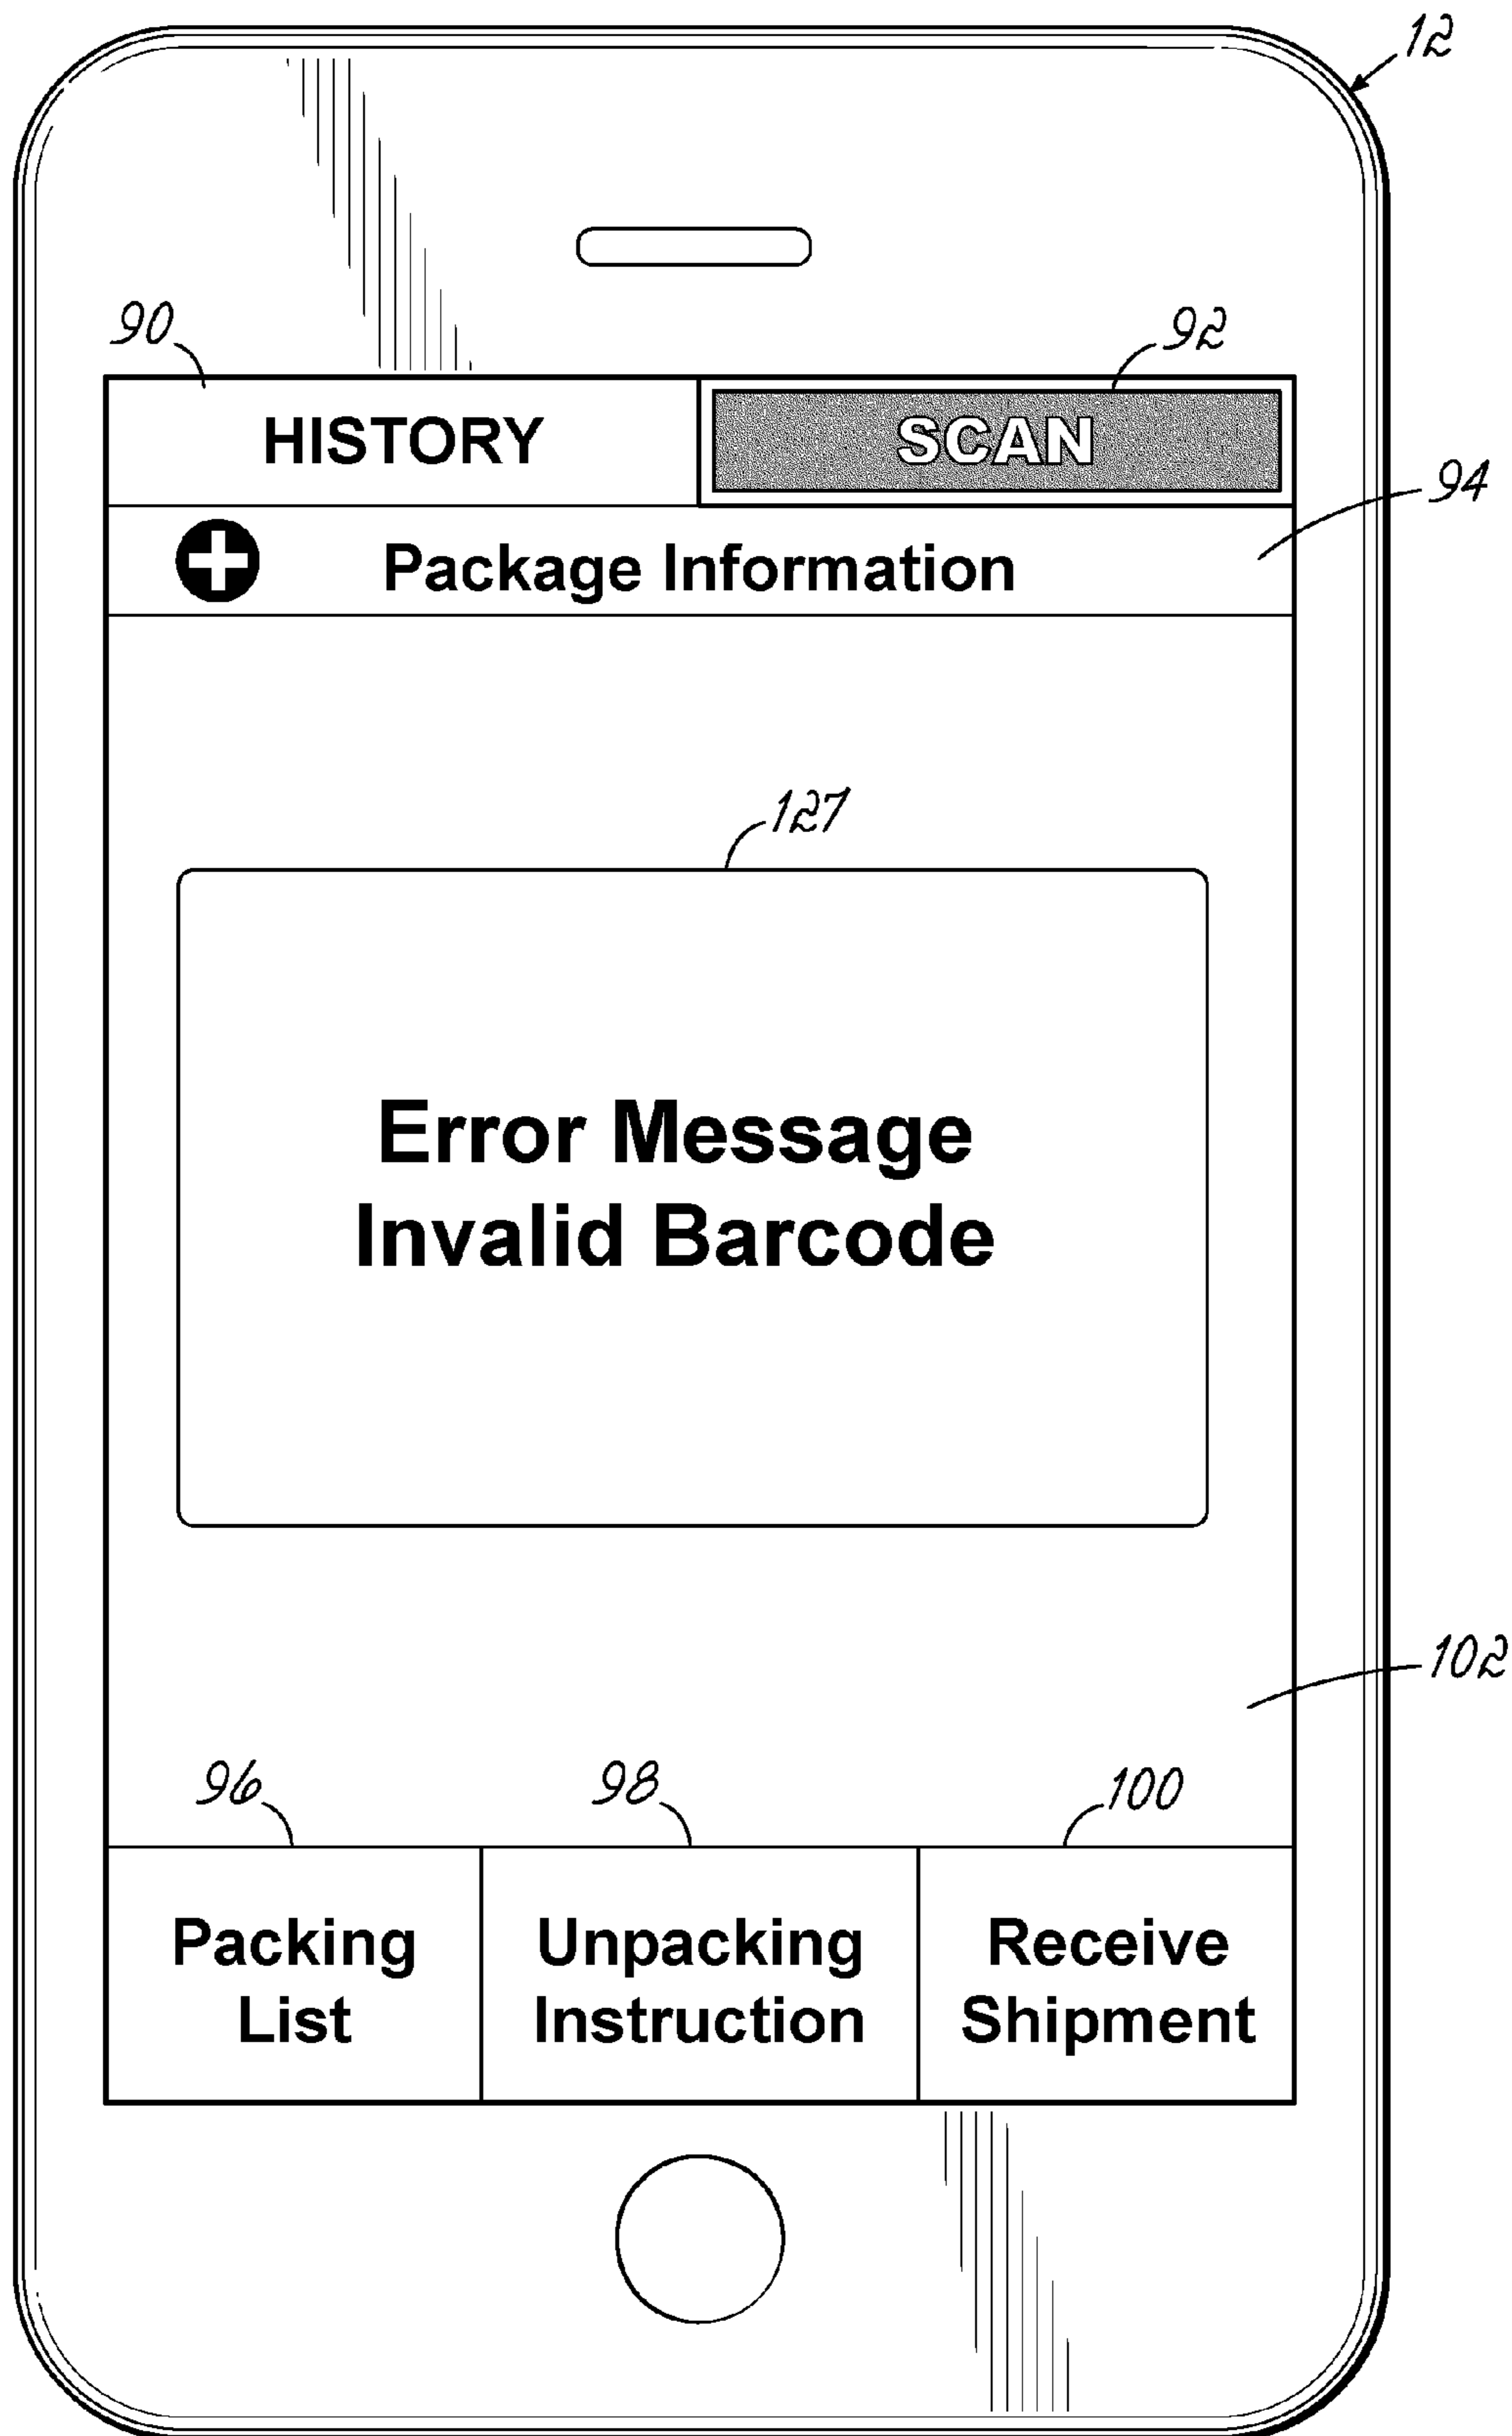 12
90
92
HISTORY
SCAN
94
Package Information
127
Error Message
Invalid Barcode
102
96
98
100
Packing
List
Unpacking
Instruction
Receive
Shipment